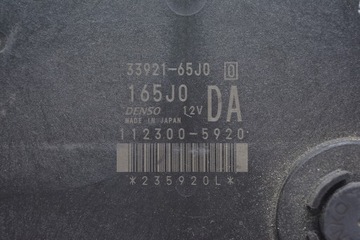 33921-65J0 D
165J0 DA
DENSO 12V
MADE IN JAPAN
112300-5920
*235920L*